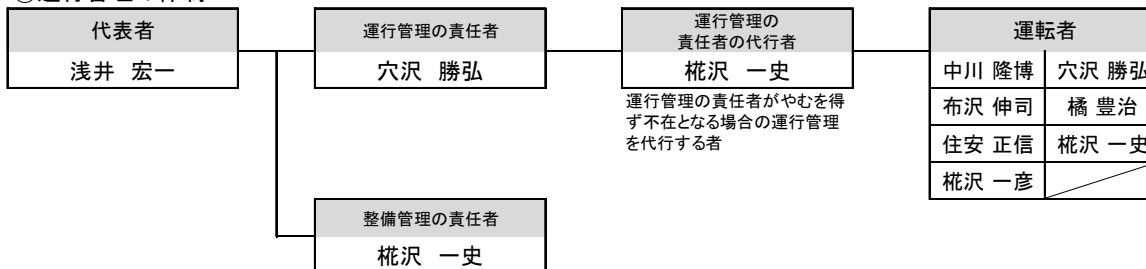 代表者
浅井 宏一
運行管理の責任者
穴沢 勝弘
運行管理の
責任者の代行者
椛沢 一史
運行管理の責任者がやむを得
ず不在となる場合の運行管理
を代行する者
運転者
中川 隆博 穴沢 勝弘
布沢 伸司 橘 豊治
住安 正信 椛沢 一史
椛沢 一彦
整備管理の責任者
椛沢 一史